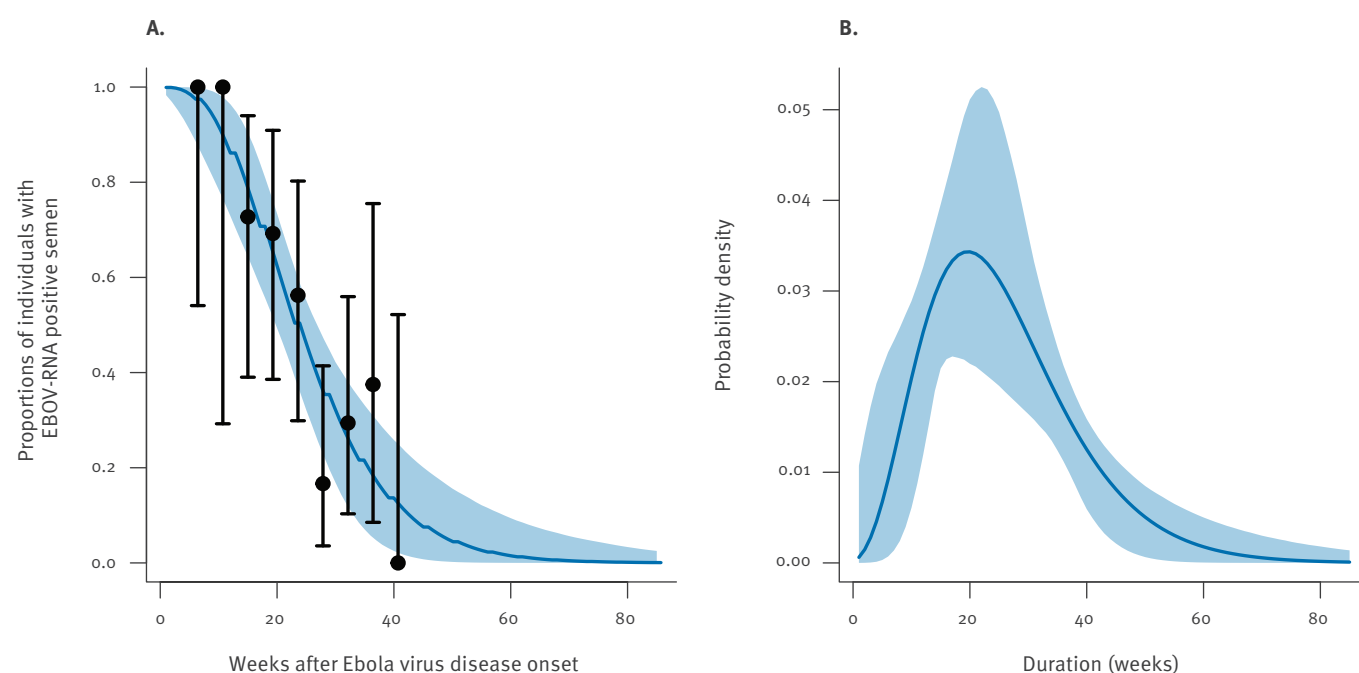 A.
B.
1.0
0.8
0.6
0.4
0.2
0.0
Proportions of individuals with
EBOV-RNA positive semen
0 20 40 60 80
Weeks after Ebola virus disease onset
0.05
0.04
0.03
0.02
0.01
0.00
Probability density
0 20 40 60 80
Duration (weeks)